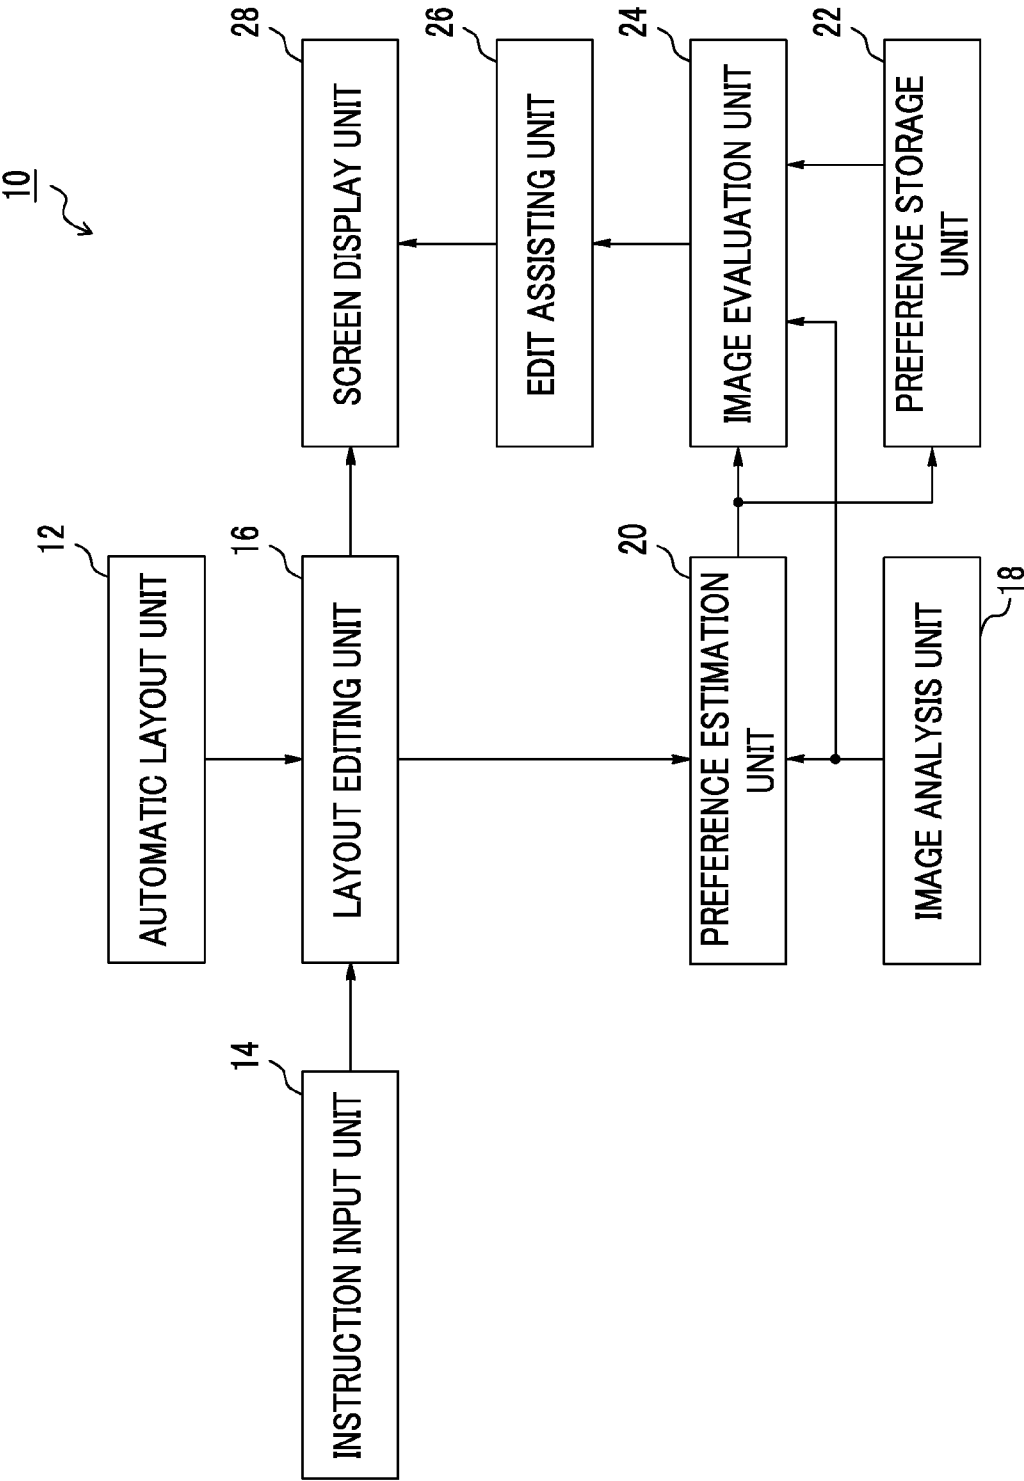 10
12
AUTOMATIC LAYOUT UNIT
14
INSTRUCTION INPUT UNIT
16
LAYOUT EDITING UNIT
28
SCREEN DISPLAY UNIT
26
EDIT ASSISTING UNIT
20
PREFERENCE ESTIMATION
UNIT
24
IMAGE EVALUATION UNIT
18
IMAGE ANALYSIS UNIT
22
PREFERENCE STORAGE
UNIT